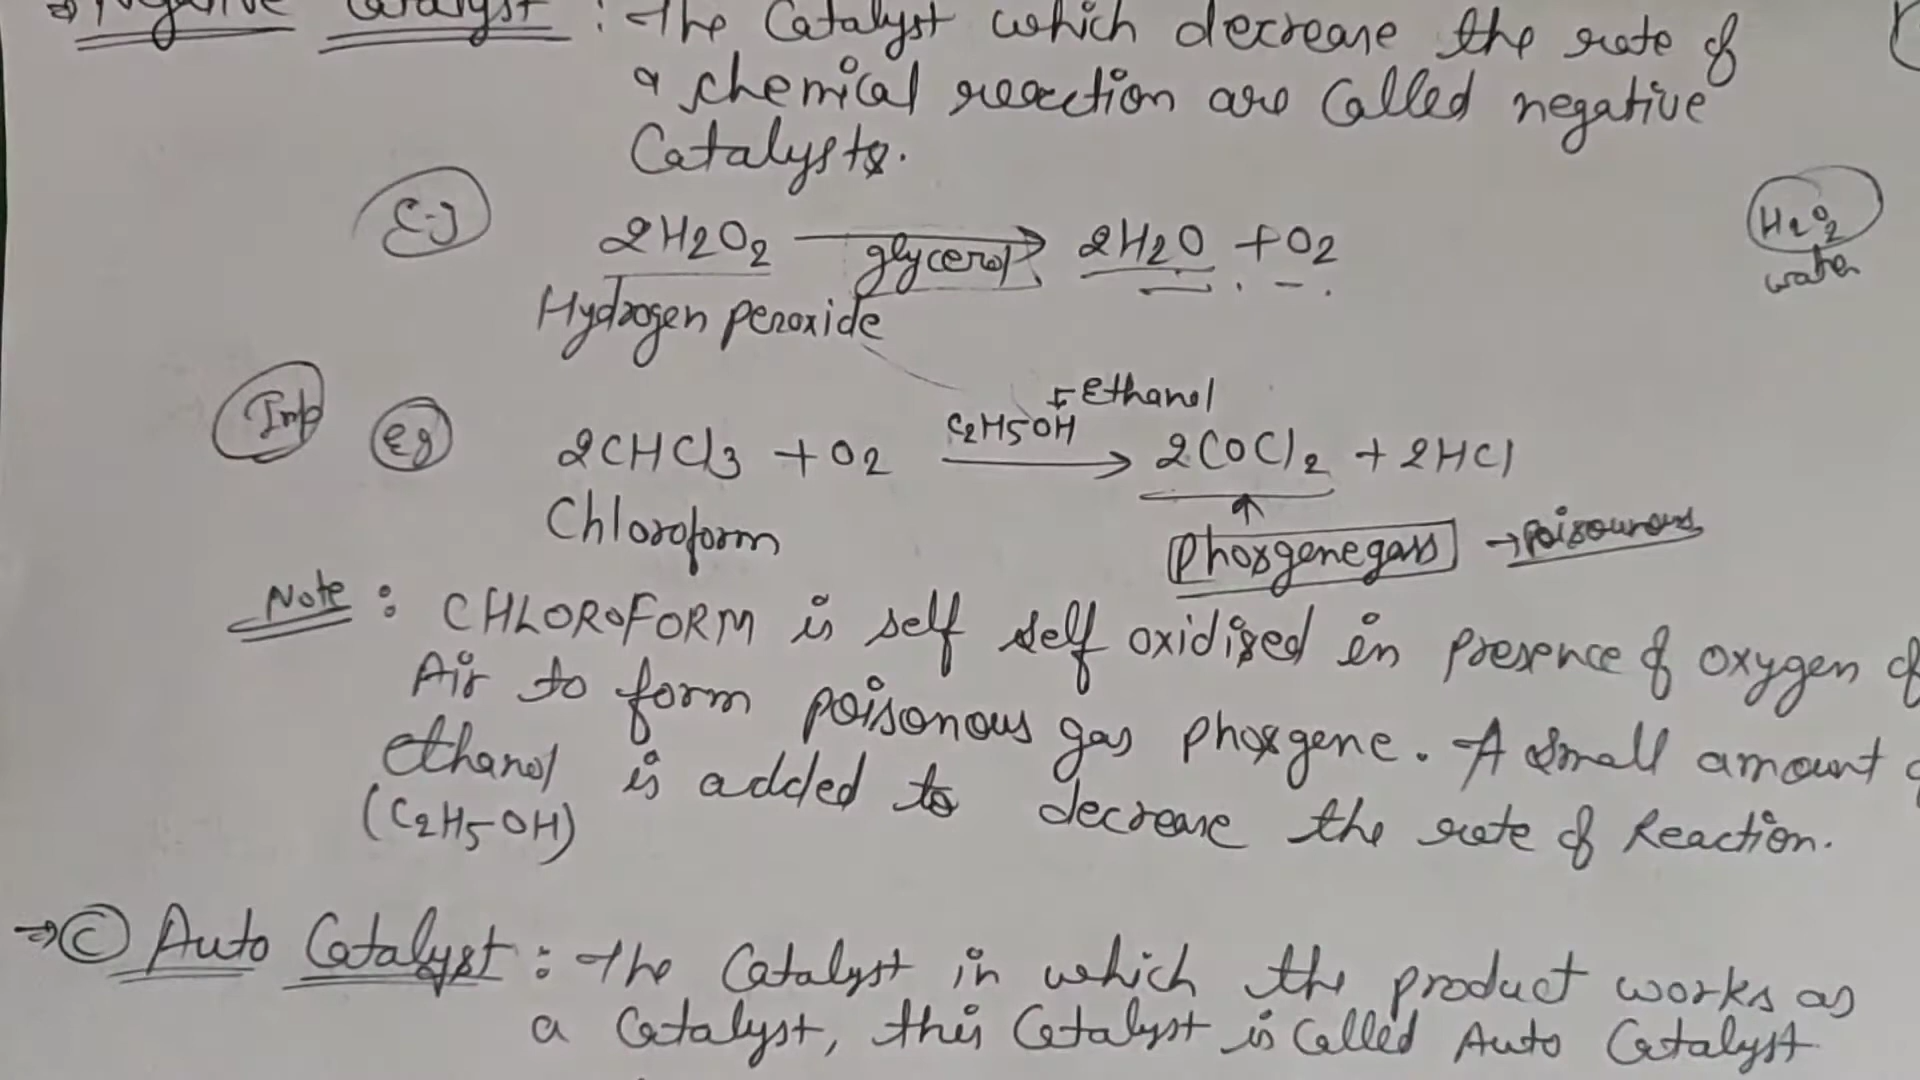 ⇒ Negative Catalyst : The Catalyst which decrease the rate of
a chemical reaction are Called negative
Catalysts.
E.g 2H2O2 → glycerol 2H2O + O2
Hydrogen peroxide
H2O2
water
Imp Eg 2CHCl3 + O2 → C2H5OH ← Ethanol 2COCl2 + 2HCl
Chloroform
Phosgene gass → poisounous
Note : CHLOROFORM is self self oxidised in presence of oxygen of
Air to form poisonous gas phosgene. A small amount of
ethanol is added to decrease the rate of Reaction.
(C2H5OH)
⇒ C Auto Catalyst : The Catalyst in which the product works as
a Catalyst, this Catalyst is Called Auto Catalyst